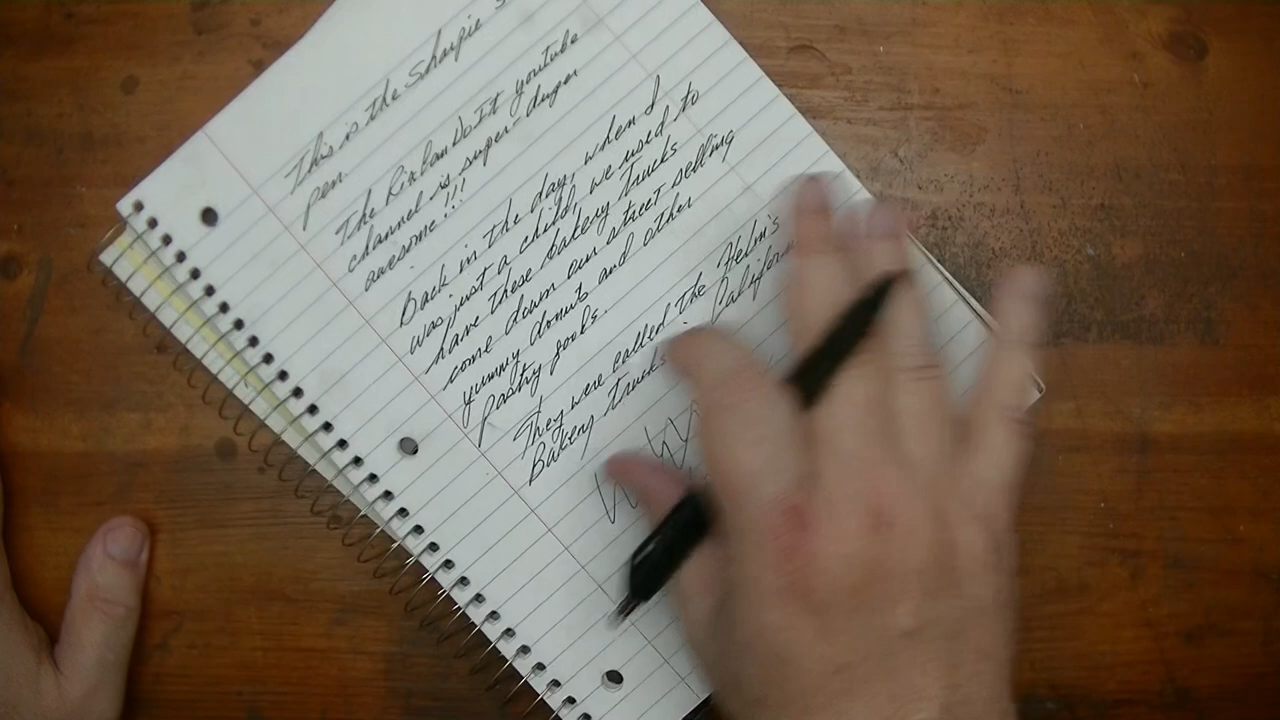 This is the Sharpie S
pen.
The RixCanDoIt youtube
channel is super-duper
awesome!!!
Back in the day, when I
was just a child, we used to
have these bakery trucks
come down our street selling
yummy donuts and other
pastry goods.
They were called the Helm's
Bakery trucks. Californ